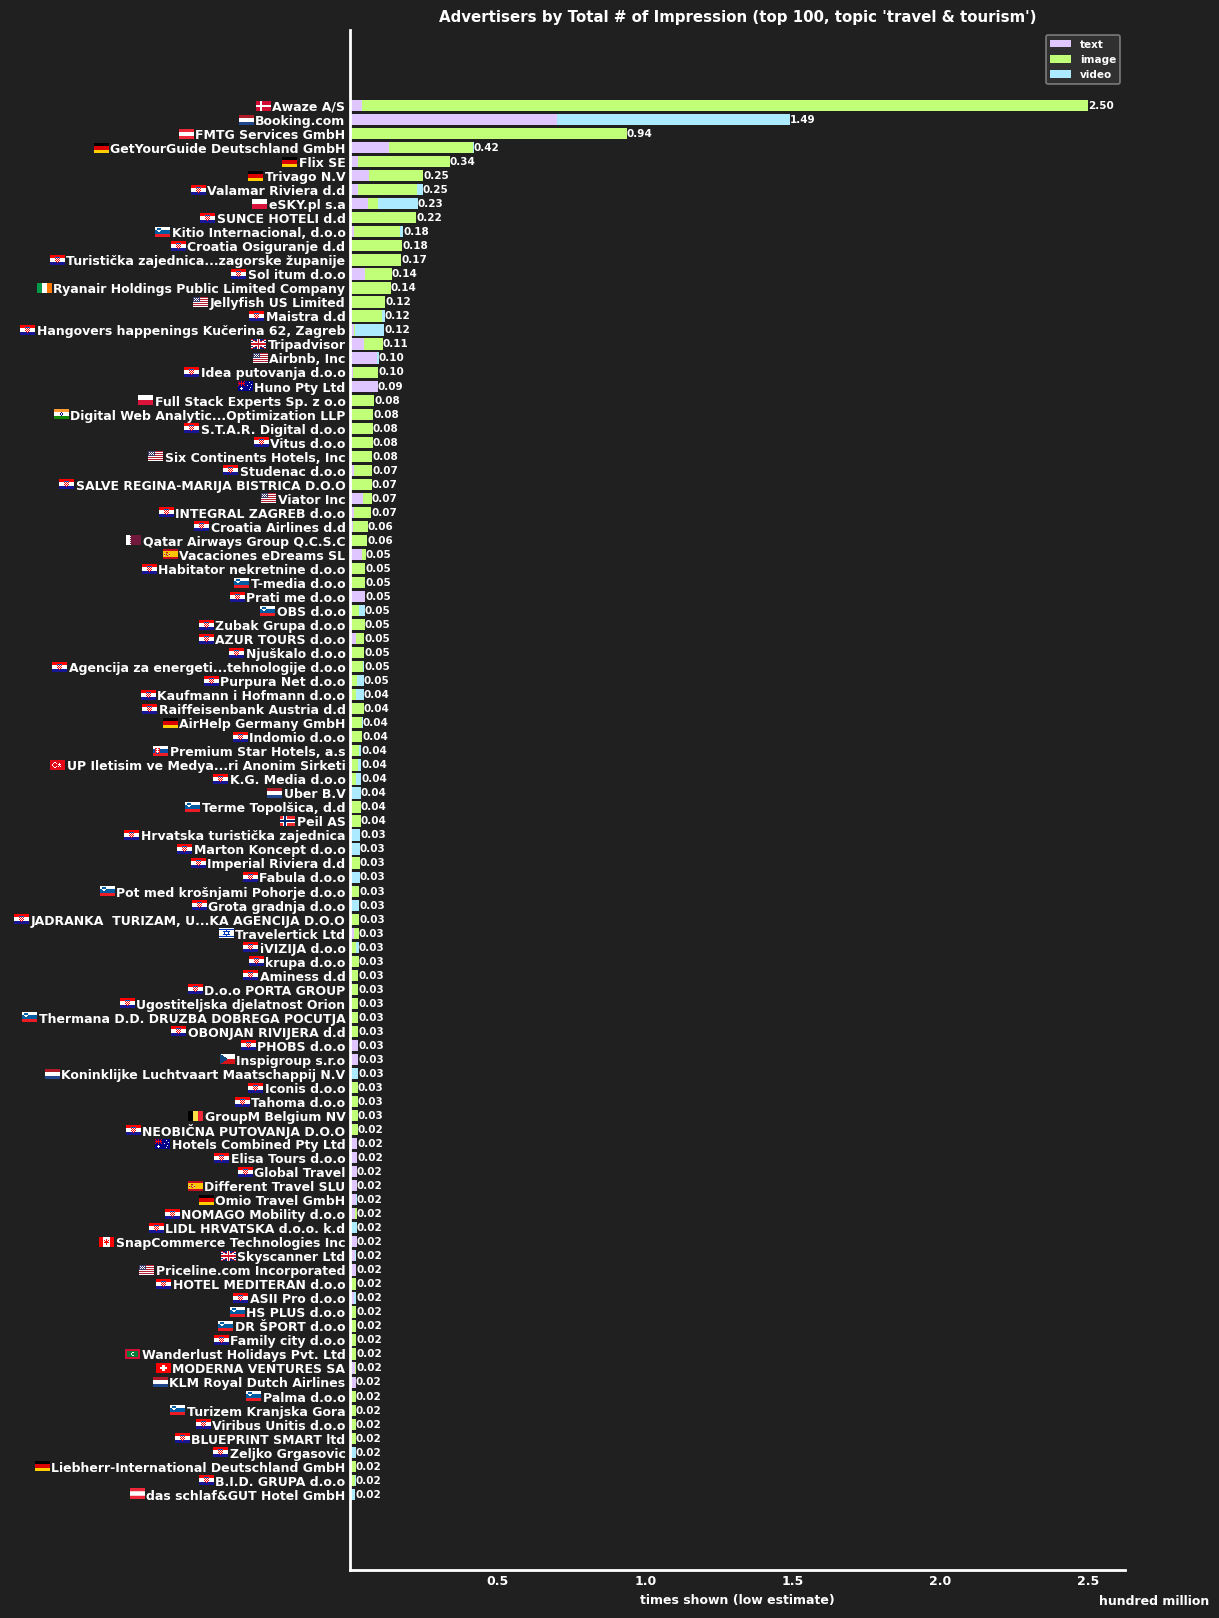 Advertisers by Total # of Impression (top 100, topic 'travel & tourism')
text
image
video
Awaze A/S 2.50
Booking.com 1.49
FMTG Services GmbH 0.94
GetYourGuide Deutschland GmbH 0.42
Flix SE 0.34
Trivago N.V 0.25
Valamar Riviera d.d 0.25
eSKY.pl s.a 0.23
SUNCE HOTELI d.d 0.22
Kitio Internacional, d.o.o 0.18
Croatia Osiguranje d.d 0.18
Turistička zajednica...zagorske županije 0.17
Sol itum d.o.o 0.14
Ryanair Holdings Public Limited Company 0.14
Jellyfish US Limited 0.12
Maistra d.d 0.12
Hangovers happenings Kučerina 62, Zagreb 0.12
Tripadvisor 0.11
Airbnb, Inc 0.10
Idea putovanja d.o.o 0.10
Huno Pty Ltd 0.09
Full Stack Experts Sp. z o.o 0.08
Digital Web Analytic...Optimization LLP 0.08
S.T.A.R. Digital d.o.o 0.08
Vitus d.o.o 0.08
Six Continents Hotels, Inc 0.08
Studenac d.o.o 0.07
SALVE REGINA-MARIJA BISTRICA D.O.O 0.07
Viator Inc 0.07
INTEGRAL ZAGREB d.o.o 0.07
Croatia Airlines d.d 0.06
Qatar Airways Group Q.C.S.C 0.06
Vacaciones eDreams SL 0.05
Habitator nekretnine d.o.o 0.05
T-media d.o.o 0.05
Prati me d.o.o 0.05
OBS d.o.o 0.05
Zubak Grupa d.o.o 0.05
AZUR TOURS d.o.o 0.05
Njuškalo d.o.o 0.05
Agencija za energeti...tehnologije d.o.o 0.05
Purpura Net d.o.o 0.05
Kaufmann i Hofmann d.o.o 0.04
Raiffeisenbank Austria d.d 0.04
AirHelp Germany GmbH 0.04
Indomio d.o.o 0.04
Premium Star Hotels, a.s 0.04
UP Iletisim ve Medya...ri Anonim Sirketi 0.04
K.G. Media d.o.o 0.04
Uber B.V 0.04
Terme Topolšica, d.d 0.04
Peil AS 0.04
Hrvatska turistička zajednica 0.03
Marton Koncept d.o.o 0.03
Imperial Riviera d.d 0.03
Fabula d.o.o 0.03
Pot med krošnjami Pohorje d.o.o 0.03
Grota gradnja d.o.o 0.03
JADRANKA  TURIZAM, U...KA AGENCIJA D.O.O 0.03
Travelertick Ltd 0.03
iVIZIJA d.o.o 0.03
krupa d.o.o 0.03
Aminess d.d 0.03
D.o.o PORTA GROUP 0.03
Ugostiteljska djelatnost Orion 0.03
Thermana D.D. DRUZBA DOBREGA POCUTJA 0.03
OBONJAN RIVIJERA d.d 0.03
PHOBS d.o.o 0.03
Inspigroup s.r.o 0.03
Koninklijke Luchtvaart Maatschappij N.V 0.03
Iconis d.o.o 0.03
Tahoma d.o.o 0.03
GroupM Belgium NV 0.03
NEOBIČNA PUTOVANJA D.O.O 0.02
Hotels Combined Pty Ltd 0.02
Elisa Tours d.o.o 0.02
Global Travel 0.02
Different Travel SLU 0.02
Omio Travel GmbH 0.02
NOMAGO Mobility d.o.o 0.02
LIDL HRVATSKA d.o.o. k.d 0.02
SnapCommerce Technologies Inc 0.02
Skyscanner Ltd 0.02
Priceline.com Incorporated 0.02
HOTEL MEDITERAN d.o.o 0.02
ASII Pro d.o.o 0.02
HS PLUS d.o.o 0.02
DR ŠPORT d.o.o 0.02
Family city d.o.o 0.02
Wanderlust Holidays Pvt. Ltd 0.02
MODERNA VENTURES SA 0.02
KLM Royal Dutch Airlines 0.02
Palma d.o.o 0.02
Turizem Kranjska Gora 0.02
Viribus Unitis d.o.o 0.02
BLUEPRINT SMART ltd 0.02
Zeljko Grgasovic 0.02
Liebherr-International Deutschland GmbH 0.02
B.I.D. GRUPA d.o.o 0.02
das schlaf&GUT Hotel GmbH 0.02
0.5 1.0 1.5 2.0 2.5
times shown (low estimate)
hundred million